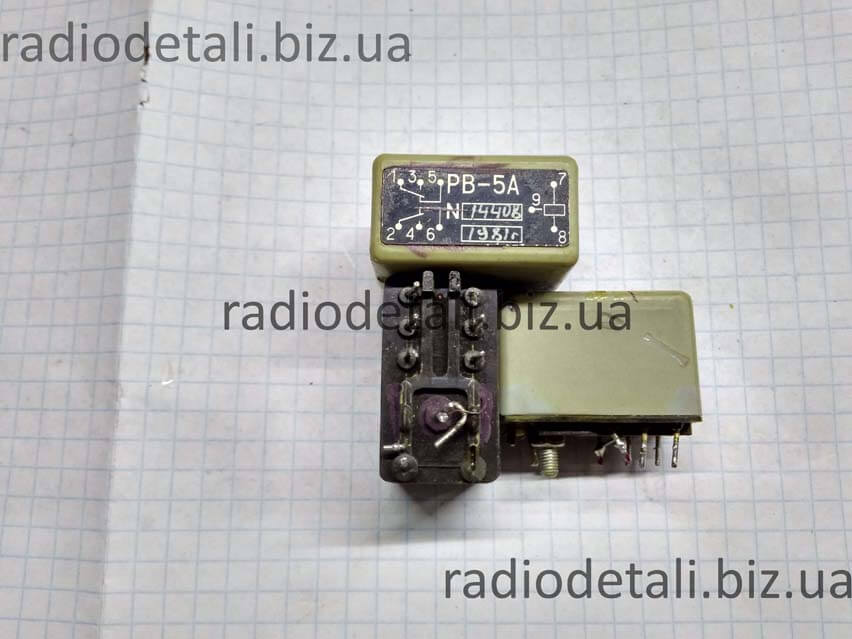 radiodetali.biz.ua
1 3 5 РВ-5А 7
N 14408 9
1981г
2 4 6 8
radiodetali.biz.ua
radiodetali.biz.ua